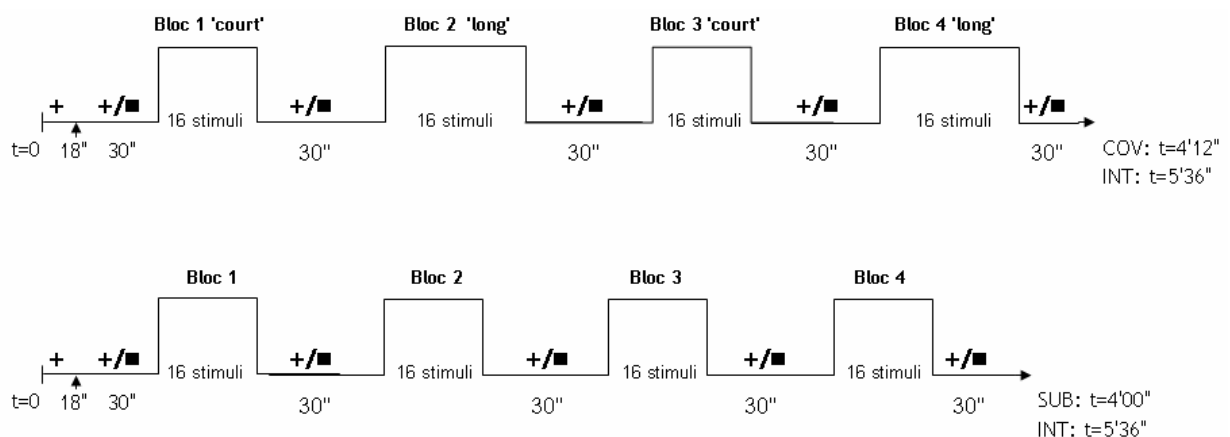 Bloc 1 'court' Bloc 2 'long' Bloc 3 'court' Bloc 4 'long'
+ +/■ +/■ +/■ +/■ +/■
16 stimuli 16 stimuli 16 stimuli 16 stimuli
t=0 18" 30" 30" 30" 30" 30"
COV: t=4'12"
INT: t=5'36"
Bloc 1 Bloc 2 Bloc 3 Bloc 4
+ +/■ +/■ +/■ +/■ +/■
16 stimuli 16 stimuli 16 stimuli 16 stimuli
t=0 18" 30" 30" 30" 30" 30"
SUB: t=4'00"
INT: t=5'36"